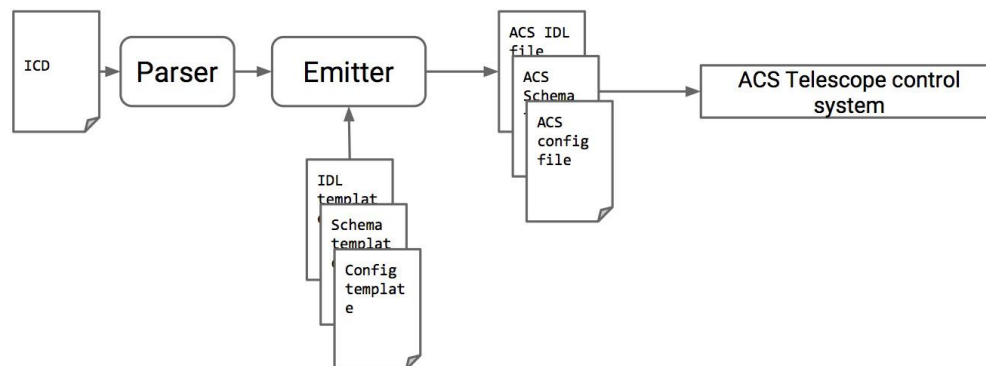 ICD
Parser
Emitter
ACS IDL
file
ACS
Schema
ACS
config
file
ACS Telescope control
system
IDL
templat
Schema
templat
Config
templat
e